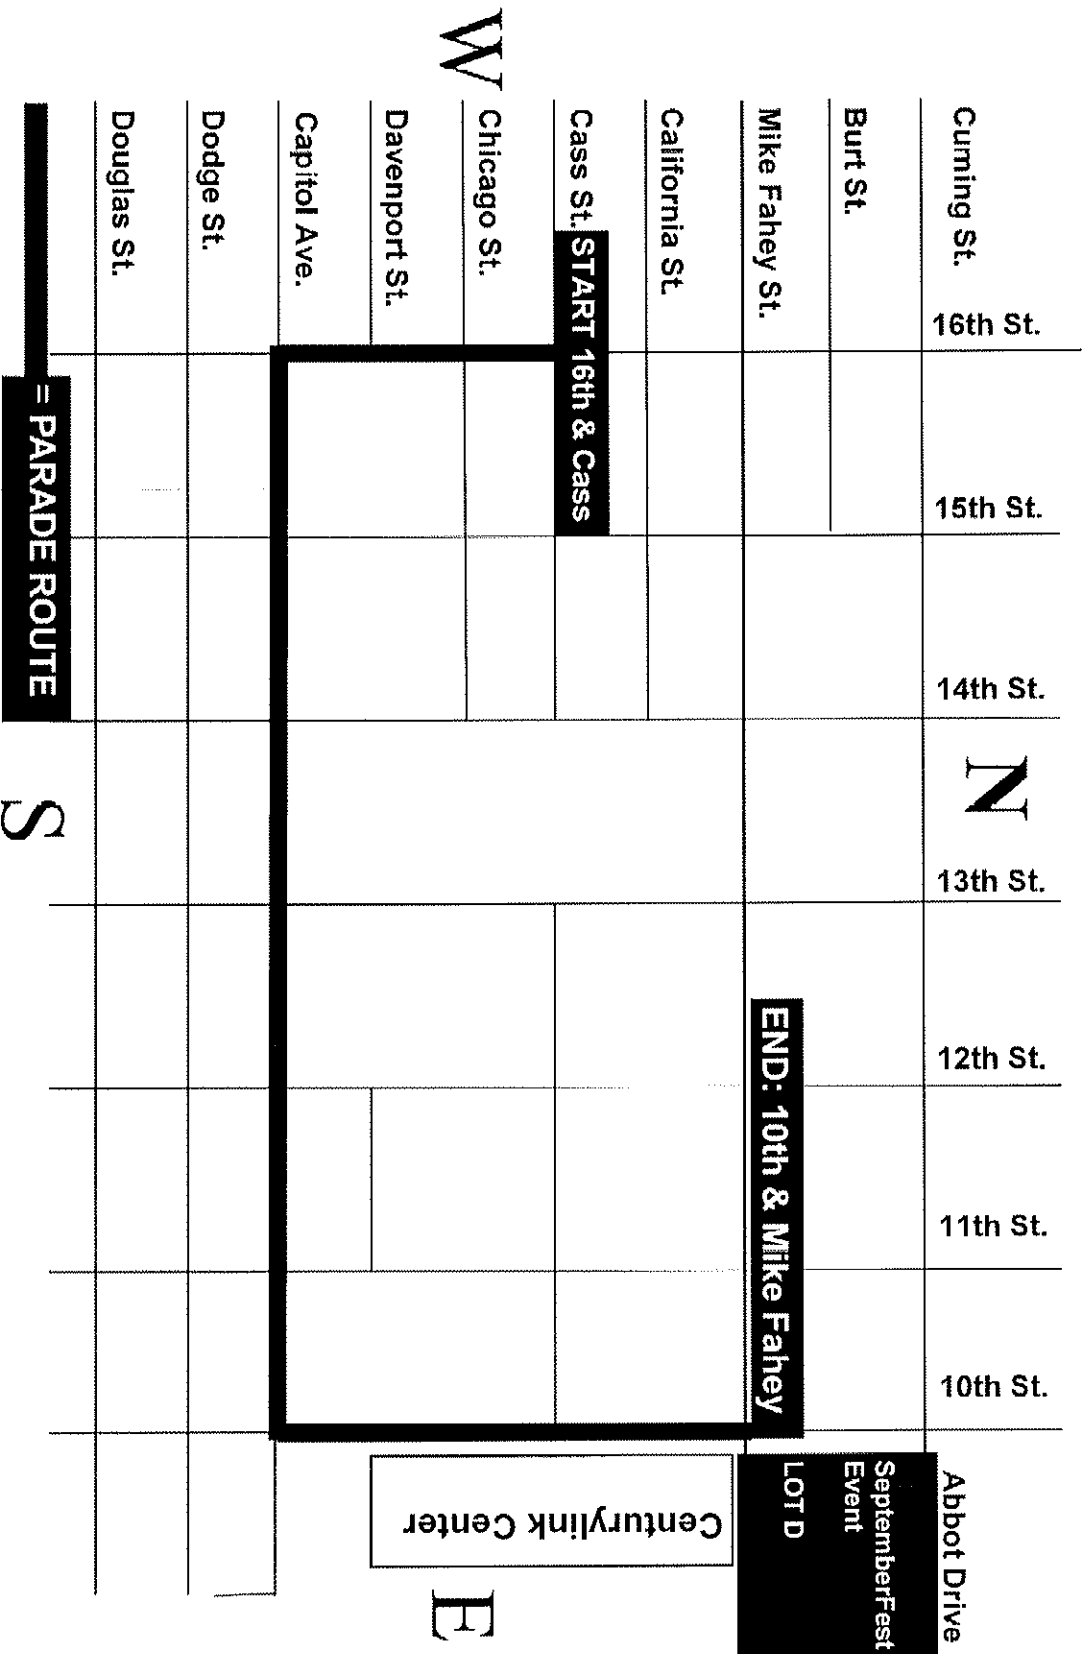 N
W
E
S
Cuming St.
Burt St.
Mike Fahey St.
California St.
Cass St.
Chicago St.
Davenport St.
Capitol Ave.
Dodge St.
Douglas St.
16th St.
15th St.
14th St.
13th St.
12th St.
11th St.
10th St.
Abbot Drive
START 16th & Cass
END: 10th & Mike Fahey
SeptemberFest
Event
LOT D
Centurylink Center
= PARADE ROUTE